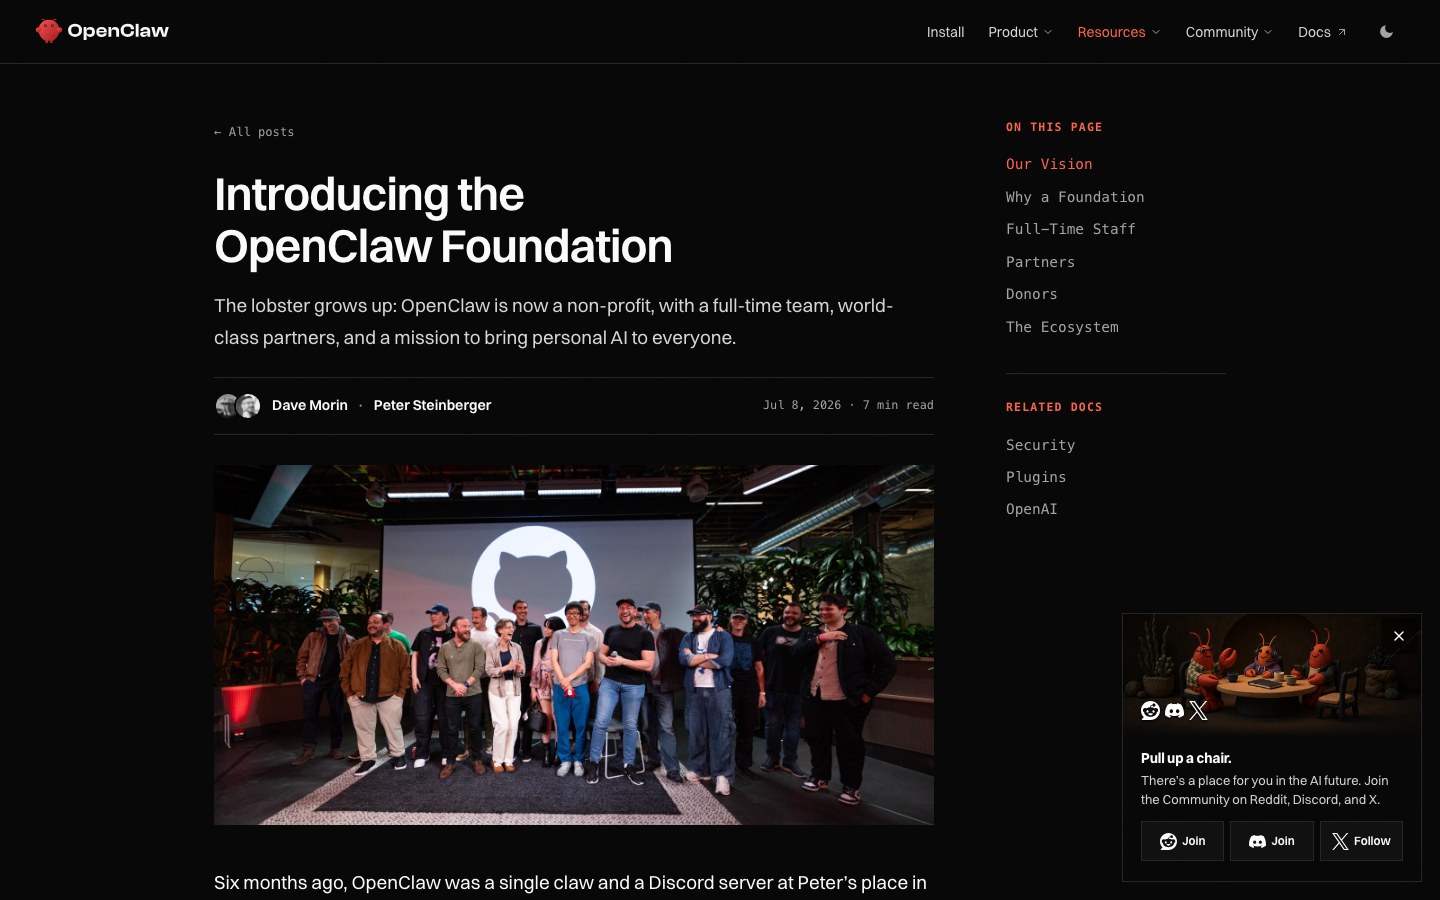 OpenClaw
Install Product Resources Community Docs ↗
← All posts
Introducing the
OpenClaw Foundation
The lobster grows up: OpenClaw is now a non-profit, with a full-time team, world-
class partners, and a mission to bring personal AI to everyone.
Dave Morin · Peter Steinberger
Jul 8, 2026 · 7 min read
Six months ago, OpenClaw was a single claw and a Discord server at Peter’s place in
ON THIS PAGE
Our Vision
Why a Foundation
Full-Time Staff
Partners
Donors
The Ecosystem
RELATED DOCS
Security
Plugins
OpenAI
Pull up a chair.
There’s a place for you in the AI future. Join
the Community on Reddit, Discord, and X.
Join Join Follow